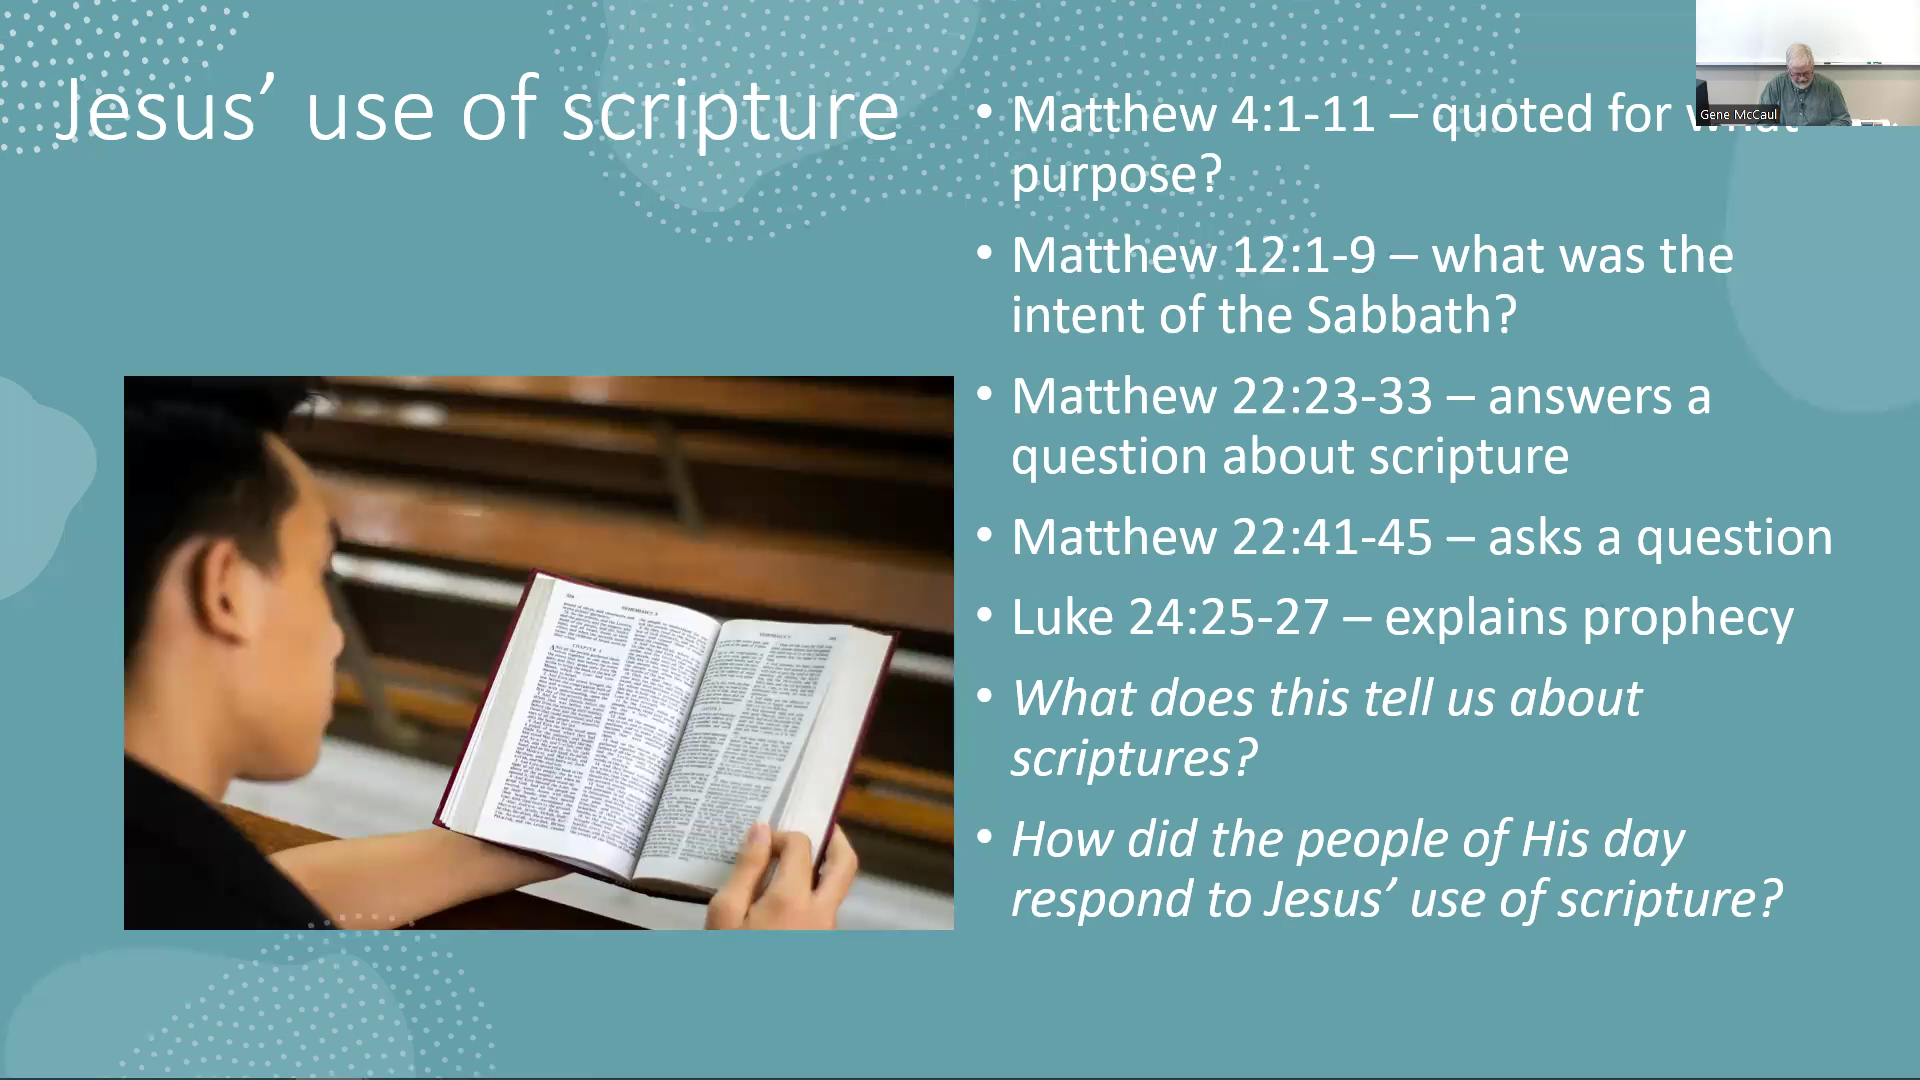 Jesus’ use of scripture
• Matthew 4:1-11 – quoted for what
purpose?
• Matthew 12:1-9 – what was the
intent of the Sabbath?
• Matthew 22:23-33 – answers a
question about scripture
• Matthew 22:41-45 – asks a question
• Luke 24:25-27 – explains prophecy
• What does this tell us about
scriptures?
• How did the people of His day
respond to Jesus’ use of scripture?
Gene McCaul